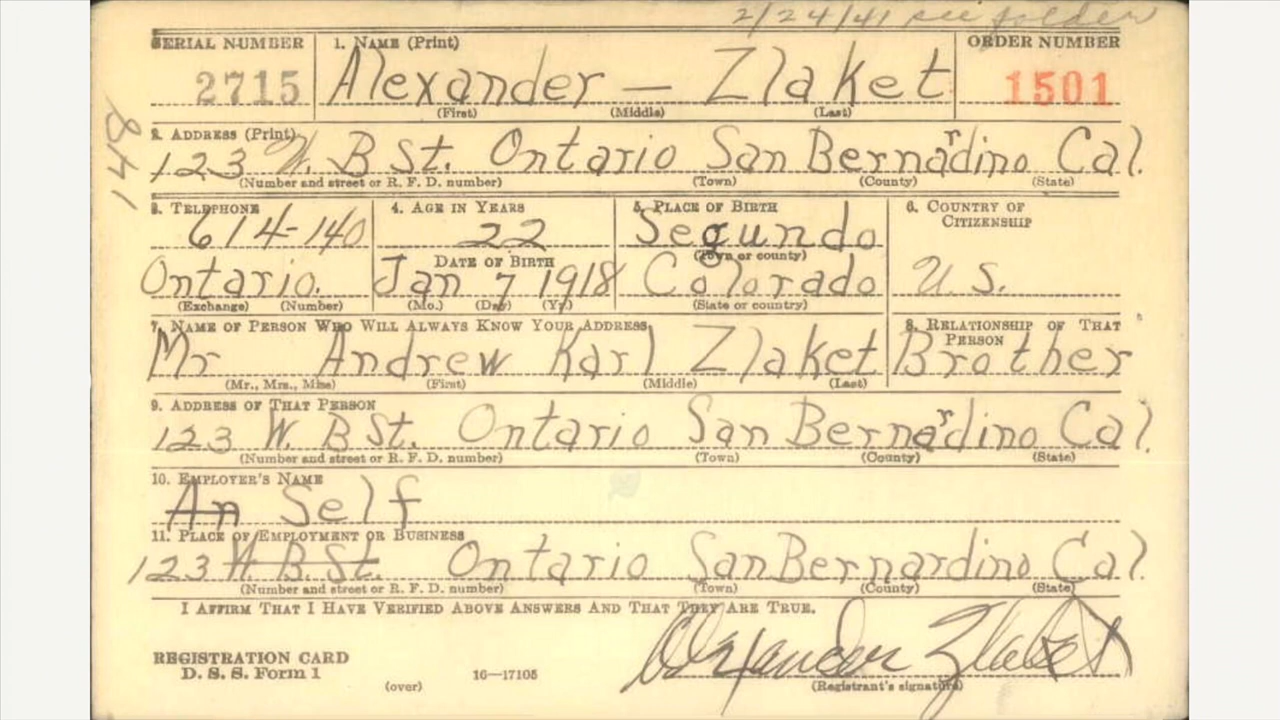 2/24/41 see folder
SERIAL NUMBER 1. NAME (Print) ORDER NUMBER
2715 Alexander — Zlaket 1501
(First) (Middle) (Last)
148
2. ADDRESS (Print)
123 W. B St. Ontario San Bernardino Cal.
(Number and street or R. F. D. number) (Town) (County) (State)
3. TELEPHONE 4. AGE IN YEARS 5. PLACE OF BIRTH 6. COUNTRY OF CITIZENSHIP
614-140 22 Segundo
(Town or county)
DATE OF BIRTH
Ontario. Jan 7 1918 Colorado U.S.
(Exchange) (Number) (Mo.) (Day) (Yr.) (State or country)
7. NAME OF PERSON WHO WILL ALWAYS KNOW YOUR ADDRESS 8. RELATIONSHIP OF THAT PERSON
Mr Andrew Karl Zlaket Brother
(Mr., Mrs., Miss) (First) (Middle) (Last)
9. ADDRESS OF THAT PERSON
123 W. B St. Ontario San Bernardino Cal.
(Number and street or R. F. D. number) (Town) (County) (State)
10. EMPLOYER'S NAME
An Self
11. PLACE OF EMPLOYMENT OR BUSINESS
123 W. B. St. Ontario San Bernardino Cal.
(Number and street or R. F. D. number) (Town) (County) (State)
I AFFIRM THAT I HAVE VERIFIED ABOVE ANSWERS AND THAT THEY ARE TRUE.
Alexander Zlaket
REGISTRATION CARD
D. S. S. Form 1 16—17105
(over) (Registrant's signature)